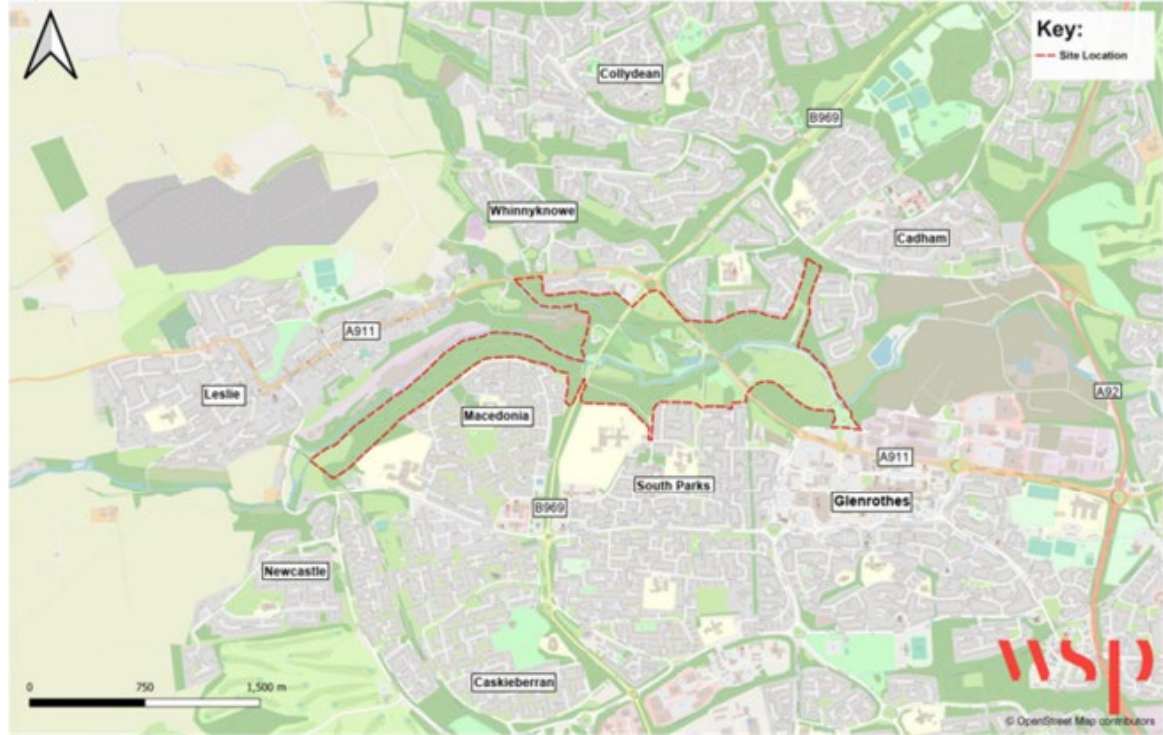 Key:
Site Location
Collydean
B969
Whinnyknowe
Cadham
A911
Leslie
A92
Macedonia
A911
South Parks
Glenrothes
B969
Newcastle
Caskieberran
0 750 1,500 m
wsp
© OpenStreet Map contributors